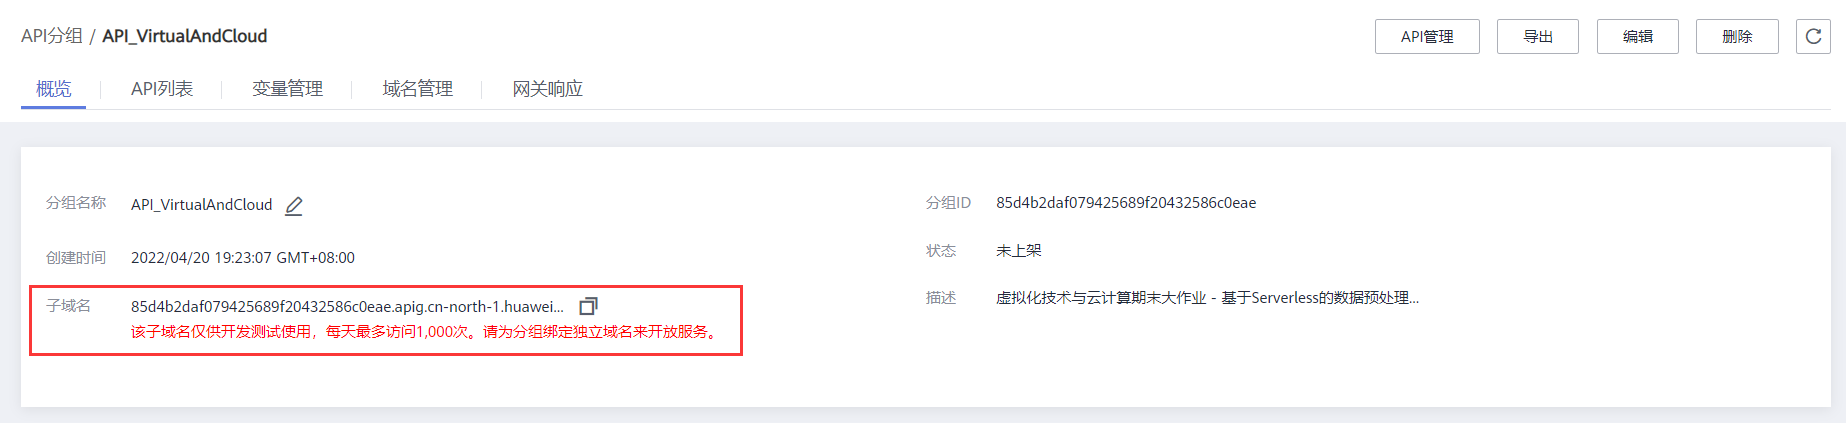 API分组 / API_VirtualAndCloud
API管理
导出
编辑
删除
概览
API列表
变量管理
域名管理
网关响应
分组名称 API_VirtualAndCloud
分组ID 85d4b2daf079425689f20432586c0eae
创建时间 2022/04/20 19:23:07 GMT+08:00
状态 未上架
子域名 85d4b2daf079425689f20432586c0eae.apig.cn-north-1.huawei...
该子域名仅供开发测试使用，每天最多访问1,000次。请为分组绑定独立域名来开放服务。
描述 虚拟化技术与云计算期末大作业 - 基于Serverless的数据预处理...